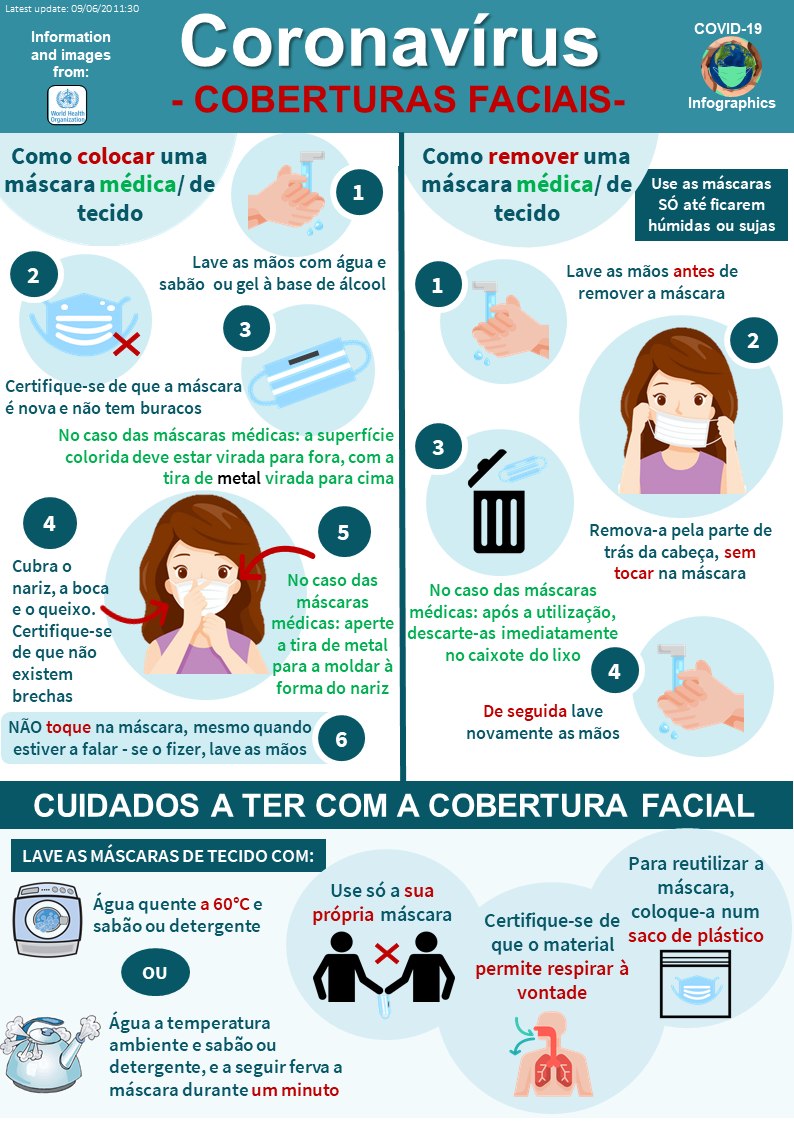 Latest update: 09/06/2011:30
Information
and images
from:
World Health
Organization
Coronavírus
- COBERTURAS FACIAIS-
COVID-19
Infographics
Como colocar uma
máscara médica/ de
tecido
1
Lave as mãos com água e
sabão ou gel à base de álcool
2
Certifique-se de que a máscara
é nova e não tem buracos
3
No caso das máscaras médicas: a superfície
colorida deve estar virada para fora, com a
tira de metal virada para cima
4
Cubra o
nariz, a boca
e o queixo.
Certifique-se
de que não
existem
brechas
5
No caso das
máscaras
médicas: aperte
a tira de metal
para a moldar à
forma do nariz
NÃO toque na máscara, mesmo quando
estiver a falar - se o fizer, lave as mãos
6
Como remover uma
máscara médica/ de
tecido
Use as máscaras
SÓ até ficarem
húmidas ou sujas
1
Lave as mãos antes de
remover a máscara
2
Remova-a pela parte de
trás da cabeça, sem
tocar na máscara
3
No caso das máscaras
médicas: após a utilização,
descarte-as imediatamente
no caixote do lixo
4
De seguida lave
novamente as mãos
CUIDADOS A TER COM A COBERTURA FACIAL
LAVE AS MÁSCARAS DE TECIDO COM:
Água quente a 60°C e
sabão ou detergente
OU
Água a temperatura
ambiente e sabão ou
detergente, e a seguir ferva a
máscara durante um minuto
Use só a sua
própria máscara
Certifique-se de
que o material
permite respirar à
vontade
Para reutilizar a
máscara,
coloque-a num
saco de plástico